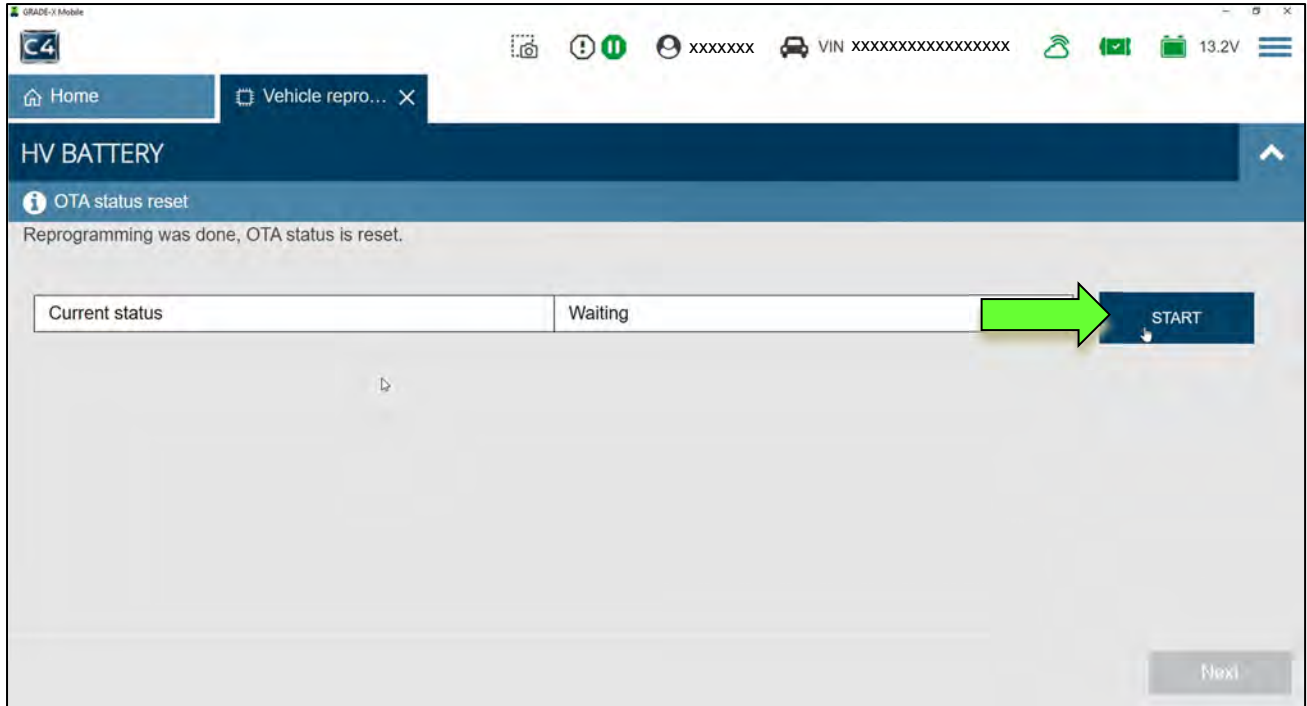 GRADE-X Mobile
C4
xxxxxxx
VIN xxxxxxxxxxxxxxxxx
13.2V
Home
Vehicle repro...
HV BATTERY
OTA status reset
Reprogramming was done, OTA status is reset.
Current status
Waiting
START
Next